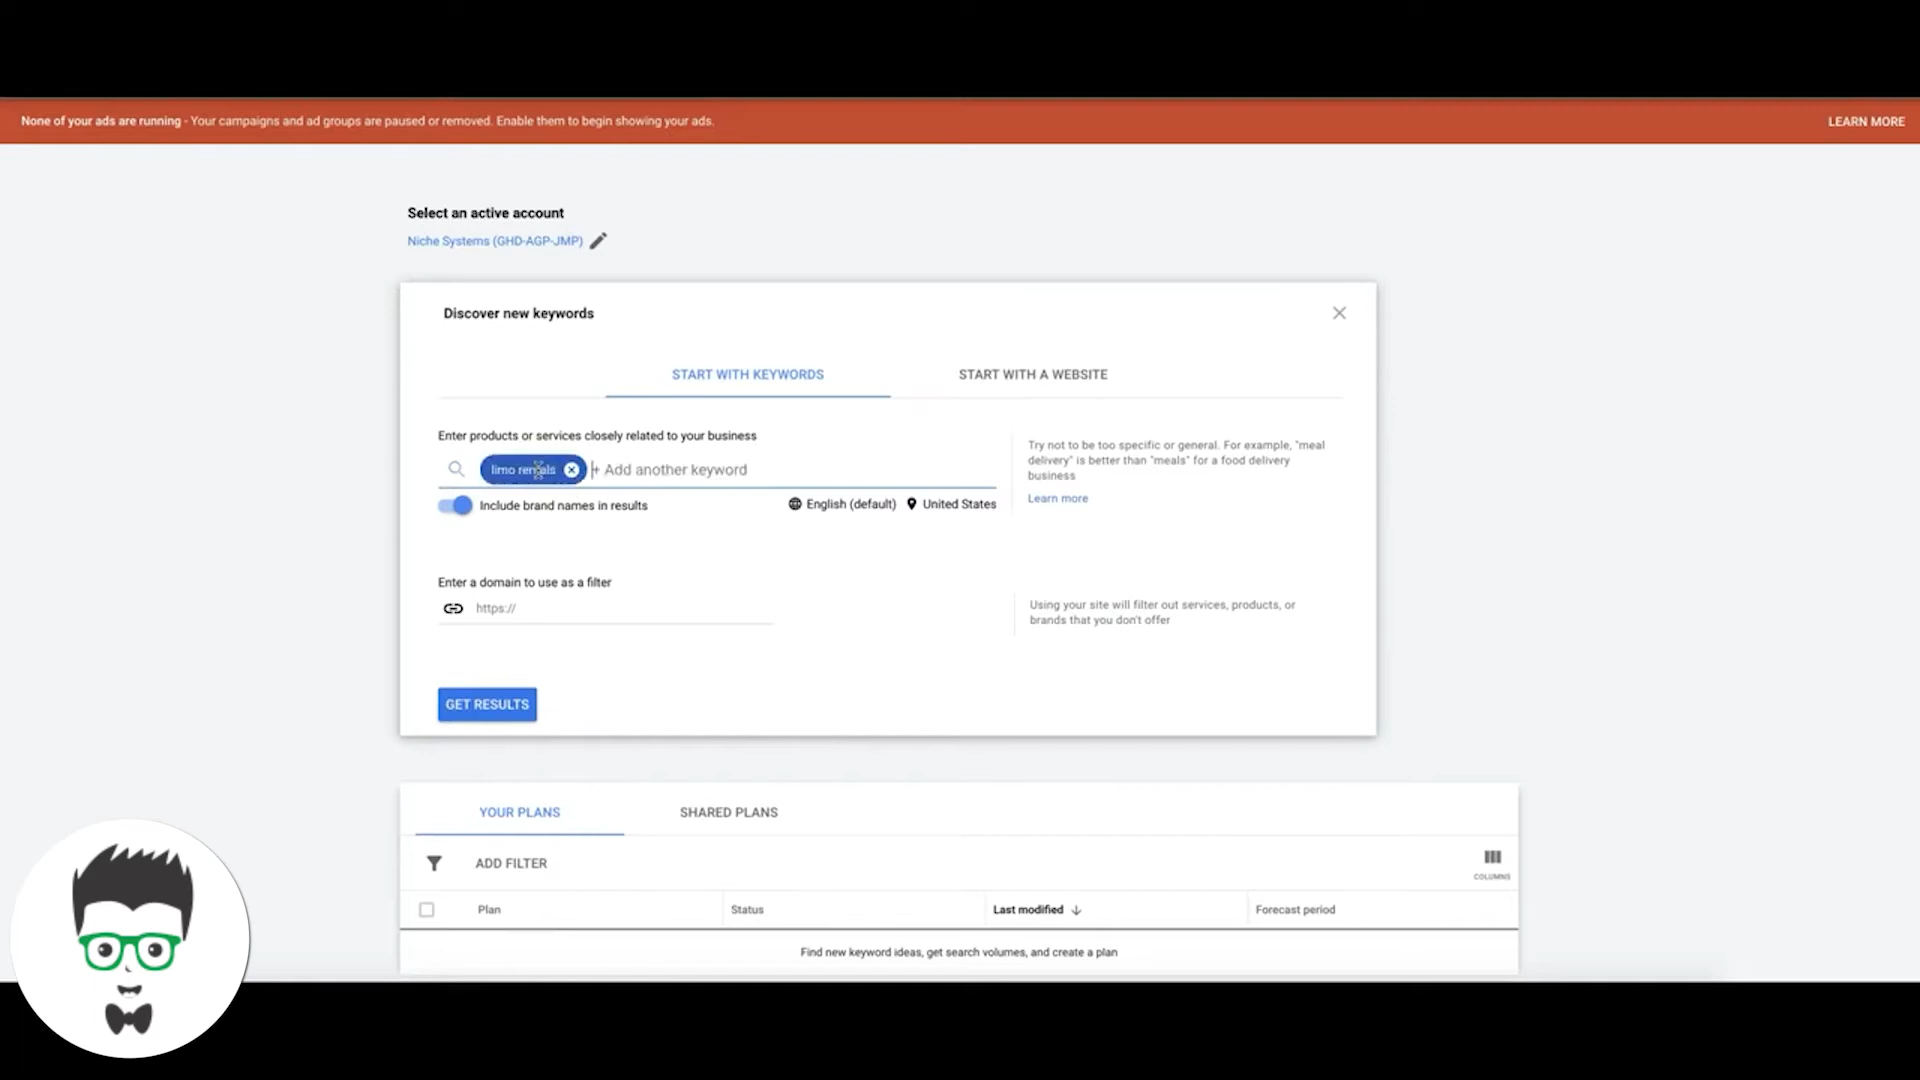 None of your ads are running - Your campaigns and ad groups are paused or removed. Enable them to begin showing your ads.
LEARN MORE
Select an active account
Niche Systems (GHD-AGP-JMP)
Discover new keywords
START WITH KEYWORDS
START WITH A WEBSITE
Enter products or services closely related to your business
limo rentals
+ Add another keyword
Include brand names in results
English (default)
United States
Try not to be too specific or general. For example, "meal
delivery" is better than "meals" for a food delivery
business
Learn more
Enter a domain to use as a filter
https://
Using your site will filter out services, products, or
brands that you don't offer
GET RESULTS
YOUR PLANS
SHARED PLANS
ADD FILTER
COLUMNS
Plan
Status
Last modified
Forecast period
Find new keyword ideas, get search volumes, and create a plan